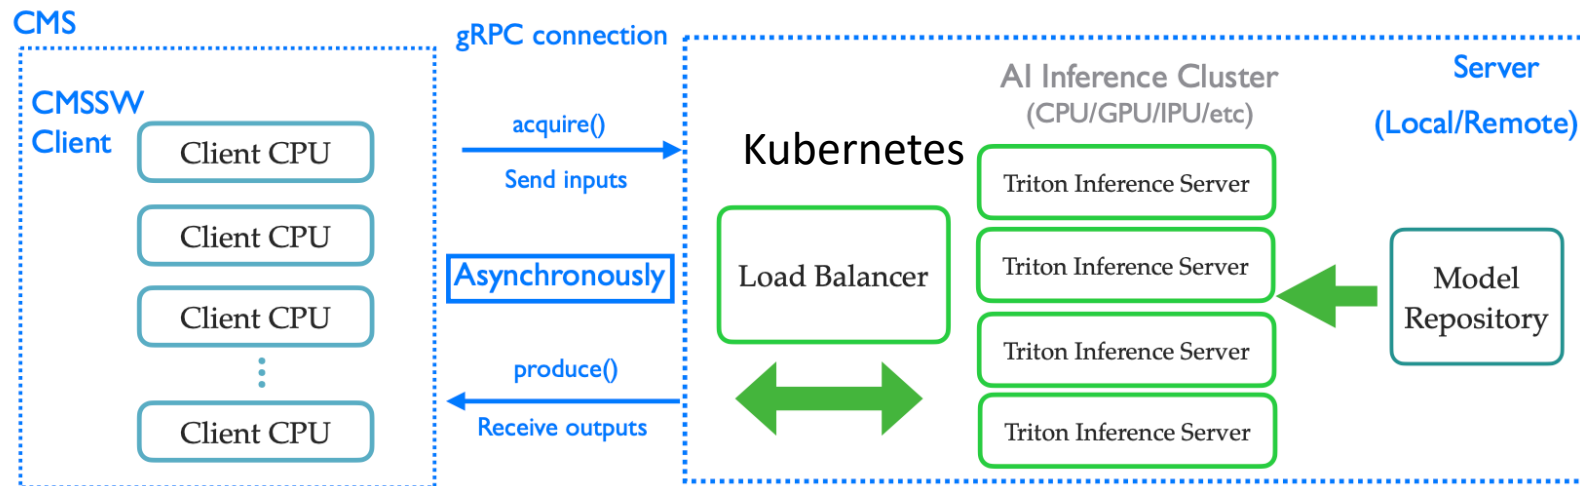 CMS
CMSSW
Client
Client CPU
Client CPU
Client CPU
Client CPU
gRPC connection
acquire()
Send inputs
Asynchronously
produce()
Receive outputs
Kubernetes
Load Balancer
AI Inference Cluster
(CPU/GPU/IPU/etc)
Triton Inference Server
Triton Inference Server
Triton Inference Server
Triton Inference Server
Server
(Local/Remote)
Model
Repository